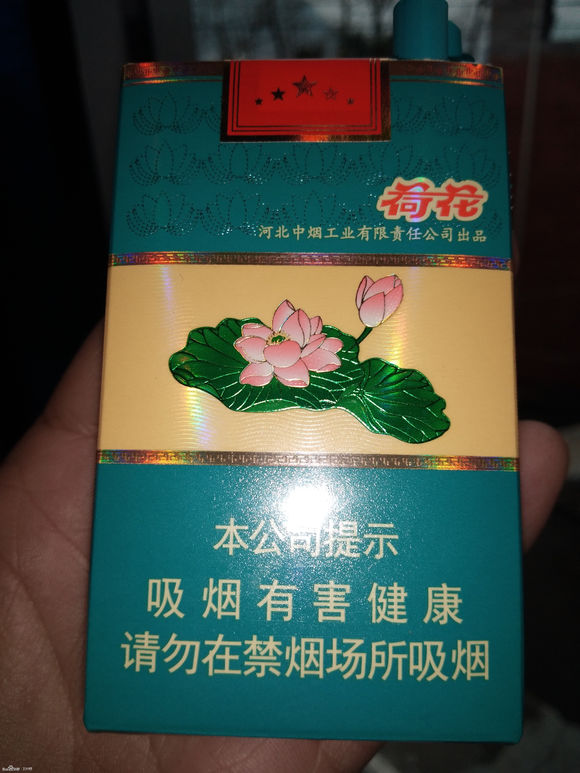 荷花
河北中烟工业有限责任公司出品
本公司提示
吸烟有害健康
请勿在禁烟场所吸烟